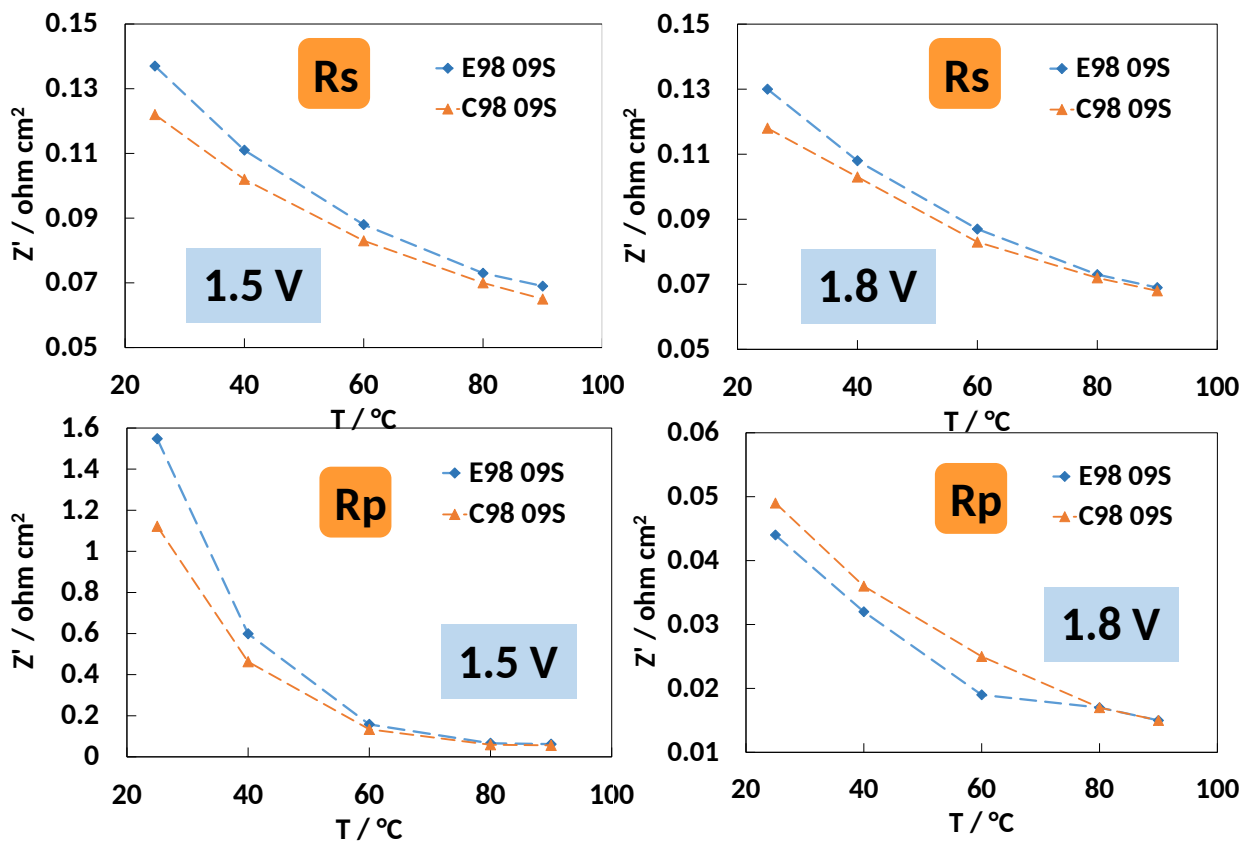 0.15
0.13
0.11
0.09
0.07
0.05
Z' / ohm cm²
Rs
E98 09S
C98 09S
1.5 V
20 40 60 80 100
T / °C
0.15
0.13
0.11
0.09
0.07
0.05
Z' / ohm cm²
Rs
E98 09S
C98 09S
1.8 V
20 40 60 80 100
T / °C
1.6
1.4
1.2
1
0.8
0.6
0.4
0.2
0
Z' / ohm cm²
Rp
E98 09S
C98 09S
1.5 V
20 40 60 80 100
T / °C
0.06
0.05
0.04
0.03
0.02
0.01
Z' / ohm cm²
Rp
E98 09S
C98 09S
1.8 V
20 40 60 80 100
T / °C